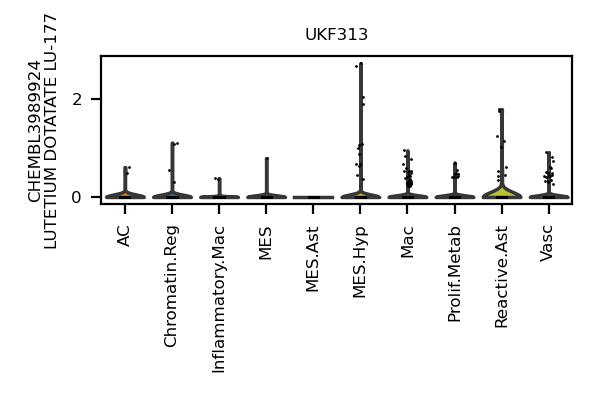 UKF313
CHEMBL3989924
LUTETIUM DOTATATE LU-177
2
0
AC
Chromatin.Reg
Inflammatory.Mac
MES
MES.Ast
MES.Hyp
Mac
Prolif.Metab
Reactive.Ast
Vasc